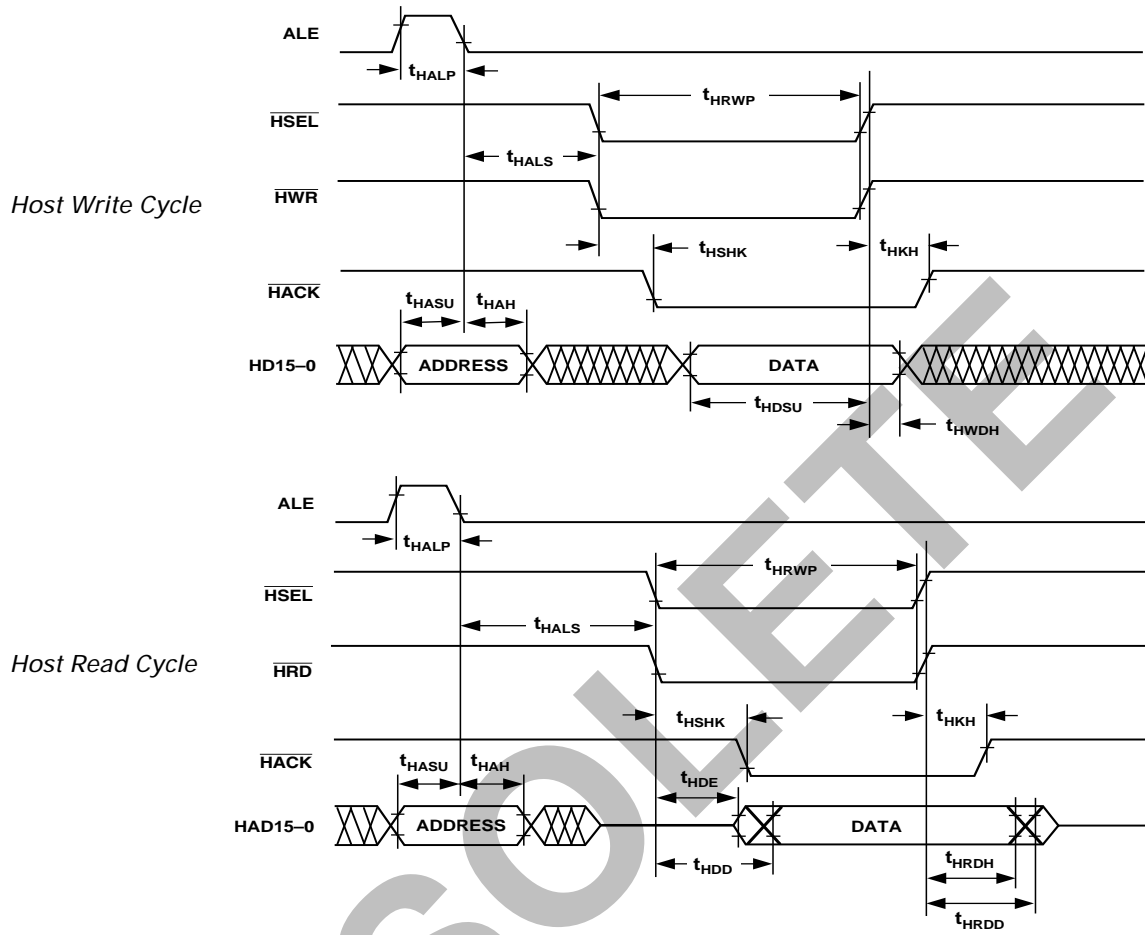 ALE
tHALP
HSEL
tHRWP
tHALS
Host Write Cycle
HWR
tHSHK
tHKH
HACK
tHASU
tHAH
HD15–0
ADDRESS
DATA
tHDSU
tHWDH
ALE
tHALP
HSEL
tHRWP
tHALS
Host Read Cycle
HRD
tHSHK
tHKH
HACK
tHASU
tHAH
tHDE
HAD15–0
ADDRESS
DATA
tHDD
tHRDH
tHRDD
SOLETE